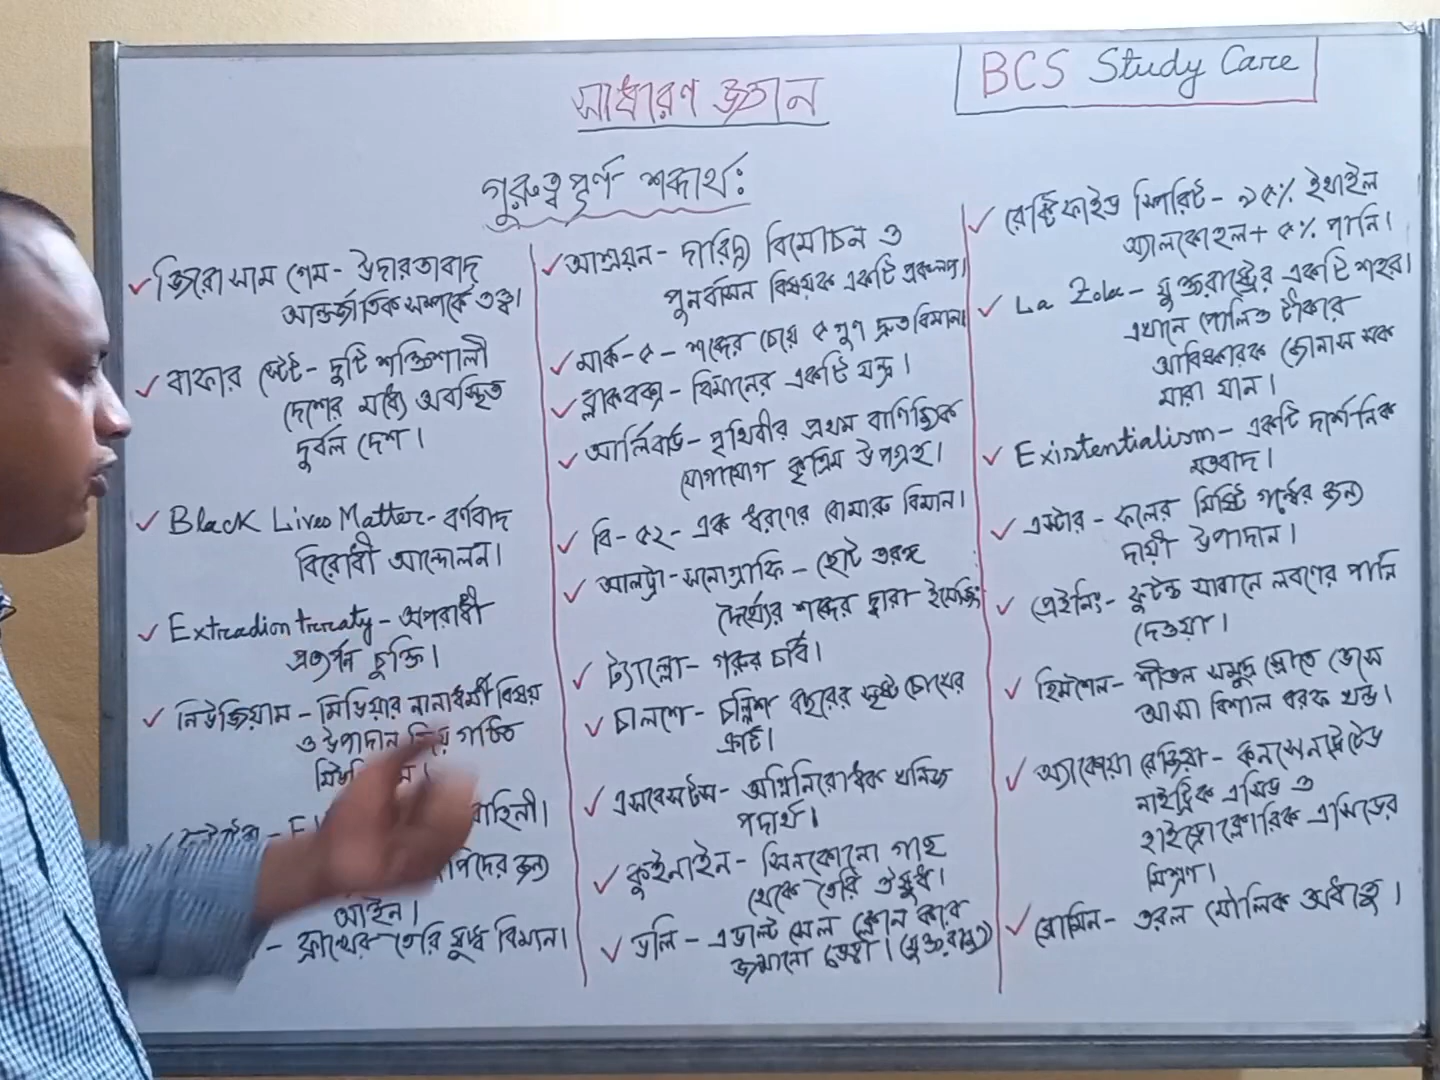 সাধারণ জ্ঞান
BCS Study Care
গুরুত্বপূর্ণ শব্দার্থঃ
জিরো সাম গেম - উদারতাবাদ
আন্তর্জাতিক সম্পর্কে তত্ত্ব।
বাফার স্টেট - দুটি শক্তিশালী
দেশের মধ্যে অবস্থিত
দুর্বল দেশ।
Black Lives Matter - বর্ণবাদ
বিরোধী আন্দোলন।
Extradion treaty - অপরাধী
প্রত্যর্পন চুক্তি।
নিউজিয়াম - মিডিয়ার নানাধর্মী বিষয়
ও উপাদান গঠিত
বাহিনী।
জন্য
আইন।
- ফ্রান্সের তৈরি যুদ্ধ বিমান।
আশ্রয়ন - দারিদ্র্য বিমোচন ও
পুনর্বাসন বিষয়ক একটি প্রকল্প।
মার্ক-৫ - শব্দের চেয়ে ৫ গুণ দ্রুত বিমান।
ব্লাকবক্স - বিমানের একটি যন্ত্র।
আর্লিবার্ড - পৃথিবীর প্রথম বাণিজ্যিক
যোগাযোগ কৃত্রিম উপগ্রহ।
বি-৫২ - এক ধরণের বোমারু বিমান।
আলট্রা-সনোগ্রাফি - ছোট তরঙ্গ
দৈর্ঘ্যের শব্দের দ্বারা ইমেজিং
ট্যাল্লো - গরুর চর্বি।
চালশে - চল্লিশ বছরের সৃষ্ট চোখের
ত্রুটি।
এসবেসটস - অগ্নিনিরোধক খনিজ
পদার্থ।
কুইনাইন - সিনকোনো গাছ
থেকে তৈরি ঔষুধ।
ডলি - এডাল্ট সেল ক্লোন করে
জন্মানো ভেড়া।
রেক্টিফাইড স্পিরিট - ৯৫% ইথাইল
অ্যালকোহল + ৫% পানি।
La Zola - যুক্তরাষ্ট্রের একটি শহর।
এখানে পোলিও টীকার
আবিষ্কারক জোনাস সক
মারা যান।
Existentialism - একটি দার্শনিক
মতবাদ।
এস্টার - ফলের মিষ্টি গন্ধের জন্য
দায়ী উপাদান।
গ্রেইনিং - ফুটন্ত সাবানে লবণের পানি
দেওয়া।
হিমশৈল - শীতল সমুদ্র স্রোতে ভেসে
আসা বিশাল বরফ খন্ড।
অ্যাকোয়া রেজিয়া - কনসেনট্রেটেড
নাইট্রিক এসিড ও
হাইড্রোক্লোরিক এসিডের
মিশ্রণ।
ব্রোমিন - তরল মৌলিক অধাতু।